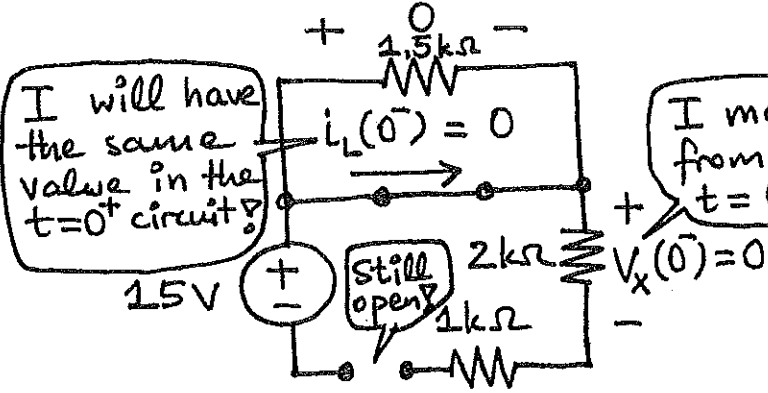 + 0 -
1.5kΩ
I will have
the same
value in the
t=0⁺ circuit!
i_L(0⁻) = 0
I m
from
t =
+
15V
+
-
Still
open!
2kΩ
1kΩ
V_x(0⁻)=0
-